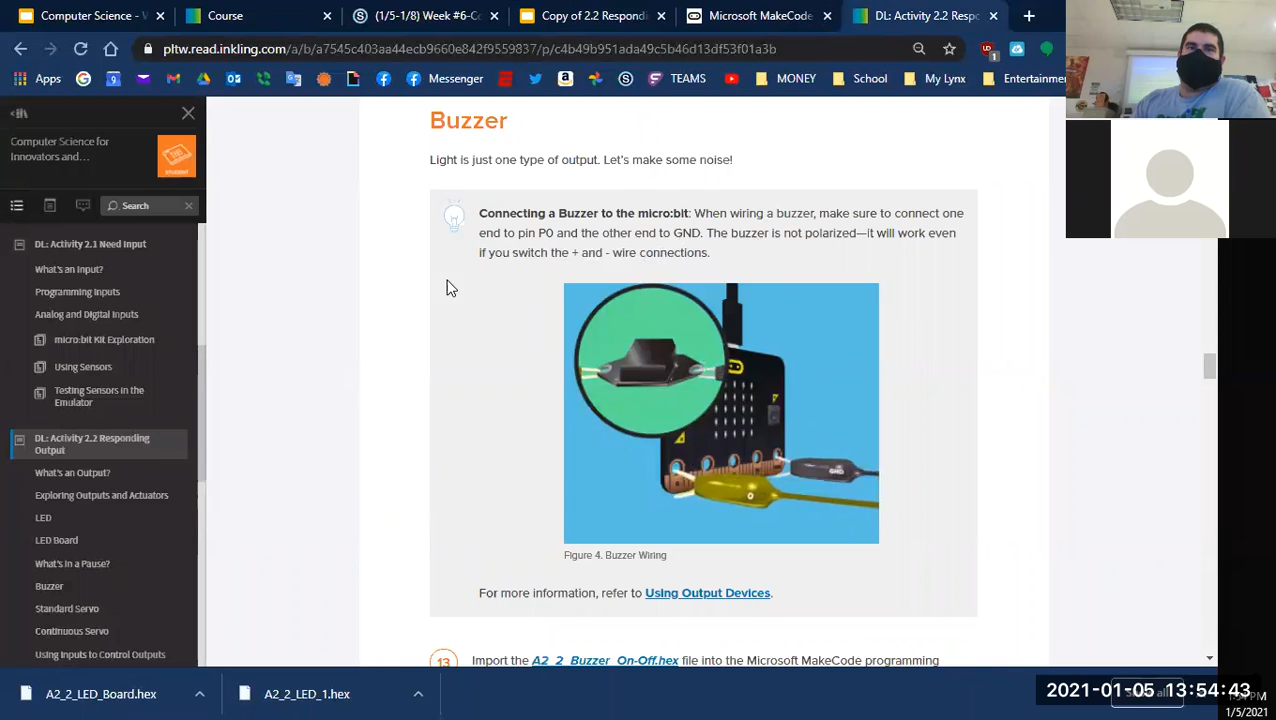 Slides - W
CSI
(1/5-1/8) Week
Light #6-Cont
Copy of 2.2 Respondi
Microsoft MakeCode
DL: Activity 2.2 Respo
pltw.read.inkling.com/a/b/a7545c403aa44ecb9660e8395f559837/p/c4b49b951ada49c5b46d13df53f01a3b
Apps
Messenger
TEAMS
MONEY
School
My Lynx
Entertainme
Computer Science for
Innovators and...
Search
DL: Activity 2.1 Need Input
What's an Input?
Programming Inputs
Analog and Digital Inputs
micro:bit Kit Exploration
Using Sensors
Testing Sensors in the
Emulator
DL: Activity 2.2 Responding
Output
What's an Output?
Exploring Outputs and Actuators
LED
LED Board
What's in a Pause?
Buzzer
Standard Servo
Continuous Servo
Using Inputs to Control Outputs
Buzzer
Light is just one type of output. Let's make some noise!
Connecting a Buzzer to the micro:bit: When wiring a buzzer, make sure to connect one
end to pin P0 and the other end to GND. The buzzer is not polarized—it will work even
if you switch the + and - wire connections.
GND
Figure 4. Buzzer Wiring
For more information, refer to Using Output Devices.
13
Import the A2_2_Buzzer_On-Off.hex file into the Microsoft MakeCode programming
A2_2_LED_Board.hex
A2_2_LED_1.hex
2021-01-05 13:54:43
1/5/2021